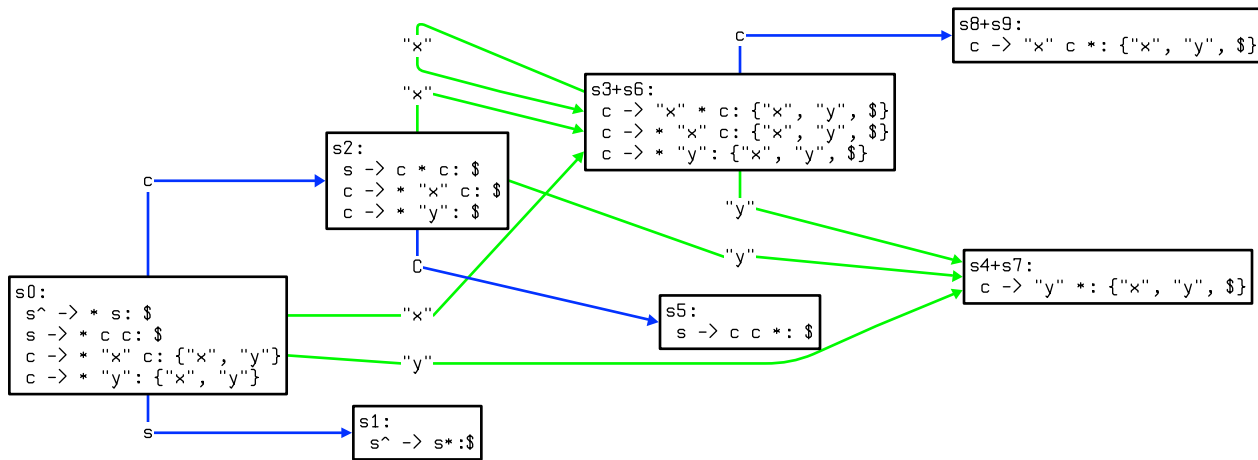 s8+s9:
c -> "x" c *: {"x", "y", $}
c
"x"
"x"
s3+s6:
c -> "x" * c: {"x", "y", $}
c -> * "x" c: {"x", "y", $}
c -> * "y": {"x", "y", $}
s2:
s -> c * c: $
c -> * "x" c: $
c -> * "y": $
c
"y"
"y"
C
s4+s7:
c -> "y" *: {"x", "y", $}
s0:
s^ -> * s: $
s -> * c c: $
c -> * "x" c: {"x", "y"}
c -> * "y": {"x", "y"}
"x"
"y"
s5:
s -> c c *: $
s
s1:
s^ -> s*:$